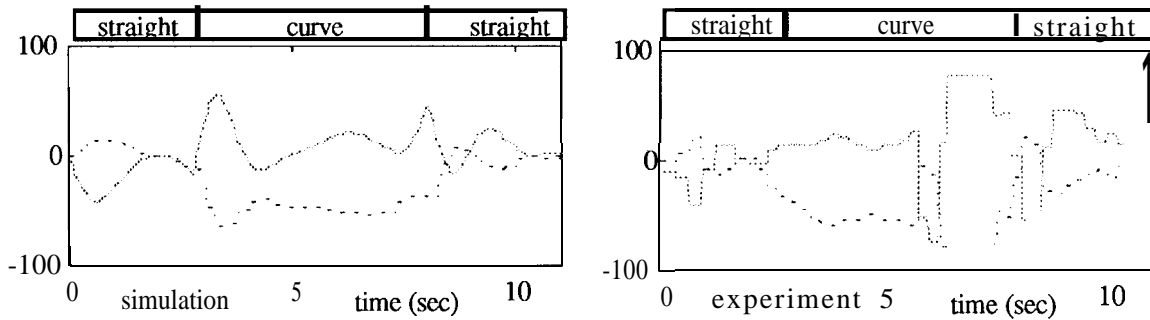 straight curve straight
100
0
-100
0 simulation 5 time (sec) 10
straight curve straight
100
0
-100
0 experiment 5 time (sec) 10